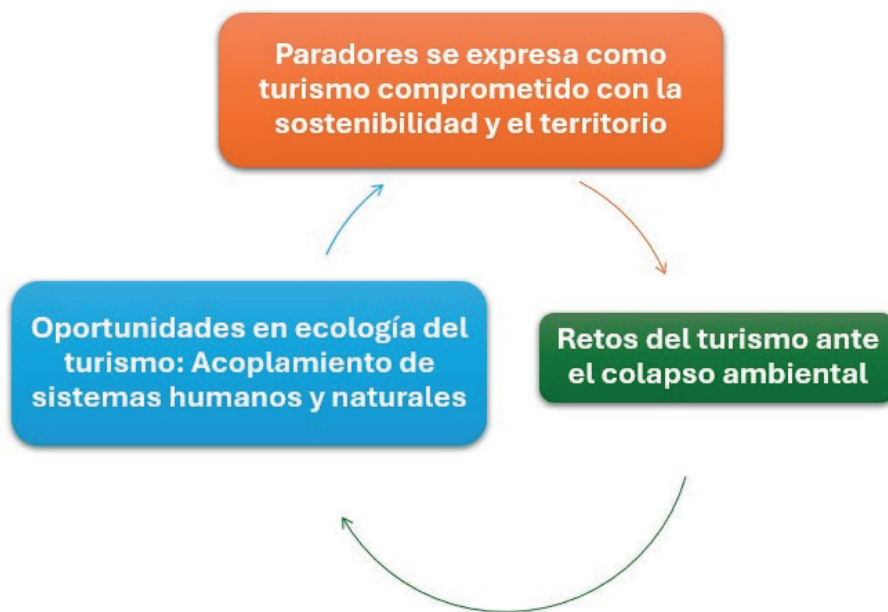 Paradores se expresa como
turismo comprometido con la
sostenibilidad y el territorio
Oportunidades en ecología del
turismo: Acoplamiento de
sistemas humanos y naturales
Retos del turismo ante
el colapso ambiental